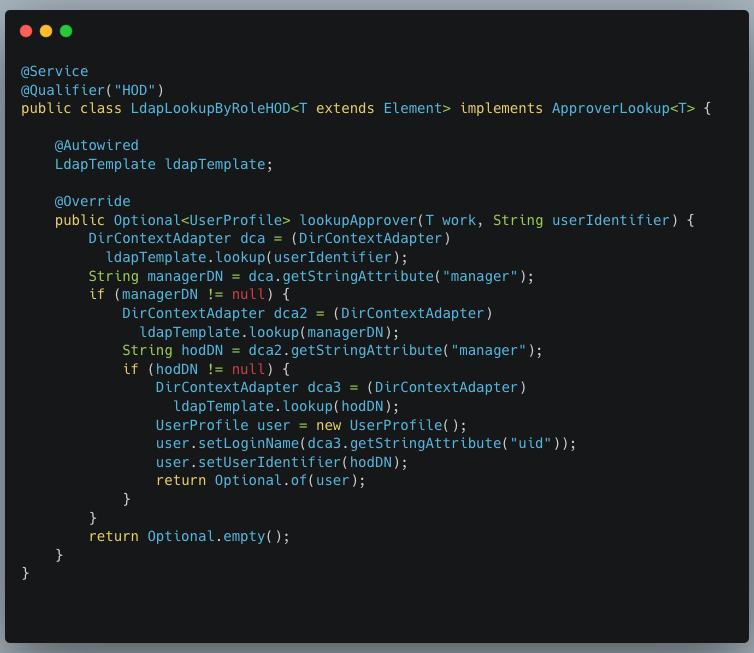 @Service
@Qualifier("HOD")
public class LdapLookupByRoleHOD<T extends Element> implements ApproverLookup<T> {

    @Autowired
    LdapTemplate ldapTemplate;

    @Override
    public Optional<UserProfile> lookupApprover(T work, String userIdentifier) {
        DirContextAdapter dca = (DirContextAdapter)
          ldapTemplate.lookup(userIdentifier);
        String managerDN = dca.getStringAttribute("manager");
        if (managerDN != null) {
            DirContextAdapter dca2 = (DirContextAdapter)
              ldapTemplate.lookup(managerDN);
            String hodDN = dca2.getStringAttribute("manager");
            if (hodDN != null) {
                DirContextAdapter dca3 = (DirContextAdapter)
                  ldapTemplate.lookup(hodDN);
                UserProfile user = new UserProfile();
                user.setLoginName(dca3.getStringAttribute("uid"));
                user.setUserIdentifier(hodDN);
                return Optional.of(user);
            }
        }
        return Optional.empty();
    }
}